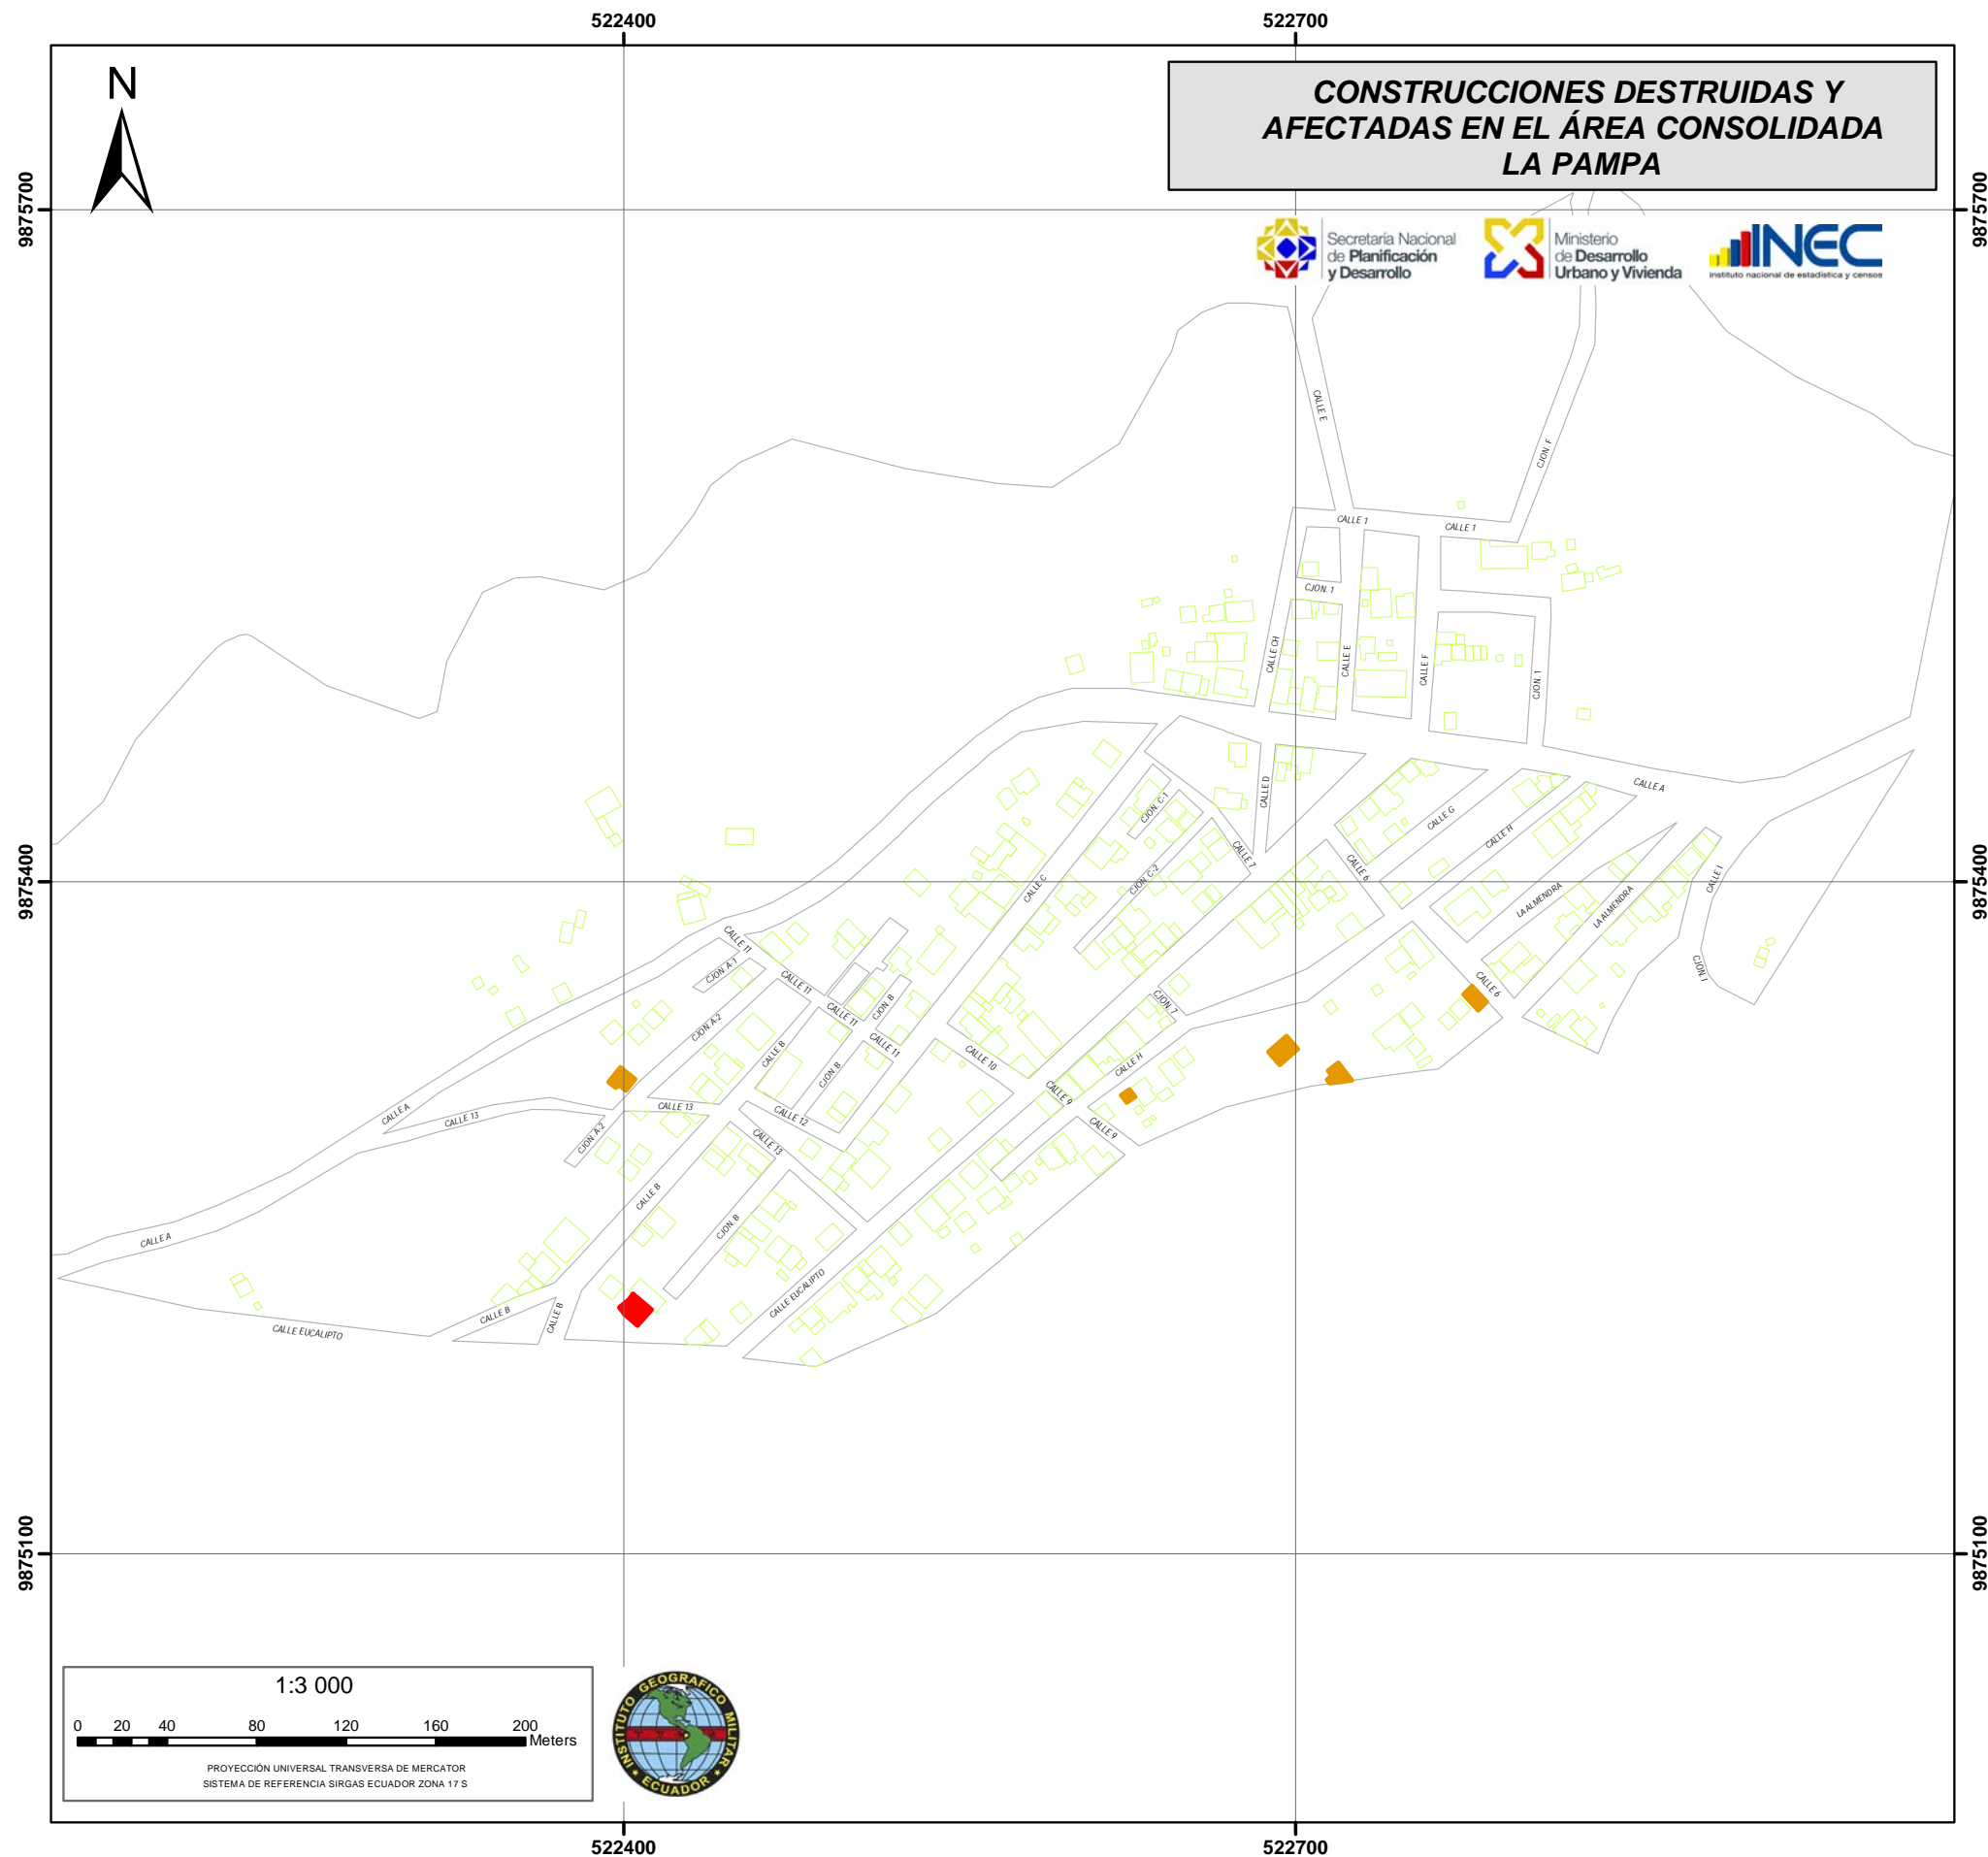 522400
522700
N
CONSTRUCCIONES DESTRUIDAS Y
AFECTADAS EN EL ÁREA CONSOLIDADA
LA PAMPA
9875700
9875700
Secretaría Nacional
de Planificación
y Desarrollo
Ministerio
de Desarrollo
Urbano y Vivienda
INEC
instituto nacional de estadística y censos
CALLE E
CJON. F
CALLE 1
CALLE 1
CJON. 1
CALLE CH
CALLE E
CALLE F
CJON. 1
CALLE A
CALLE D
CJON. C-1
CALLE G
CALLE H
CALLE 7
CALLE 6
CALLE C
CJON. C-2
LA ALMENDRA
LA ALMENDRA
CALLE I
9875400
9875400
CALLE 11
CJON. A-1
CALLE 11
CJON. I
CALLE 6
CJON. 7
CJON. B
CALLE 11
CJON. A-2
CALLE 11
CALLE B
CALLE 10
CALLE H
CJON. B
CALLE 9
CALLE A
CALLE 13
CALLE 13
CALLE 12
CALLE 9
CJON. A-2
CALLE 13
CALLE B
CJON. B
CALLE A
CALLE EUCALIPTO
CALLE B
CALLE B
CALLE EUCALIPTO
9875100
9875100
1:3 000
0 20 40 80 120 160 200
Meters
PROYECCIÓN UNIVERSAL TRANSVERSA DE MERCATOR
SISTEMA DE REFERENCIA SIRGAS ECUADOR ZONA 17 S
INSTITUTO GEOGRAFICO MILITAR
ECUADOR
522400
522700